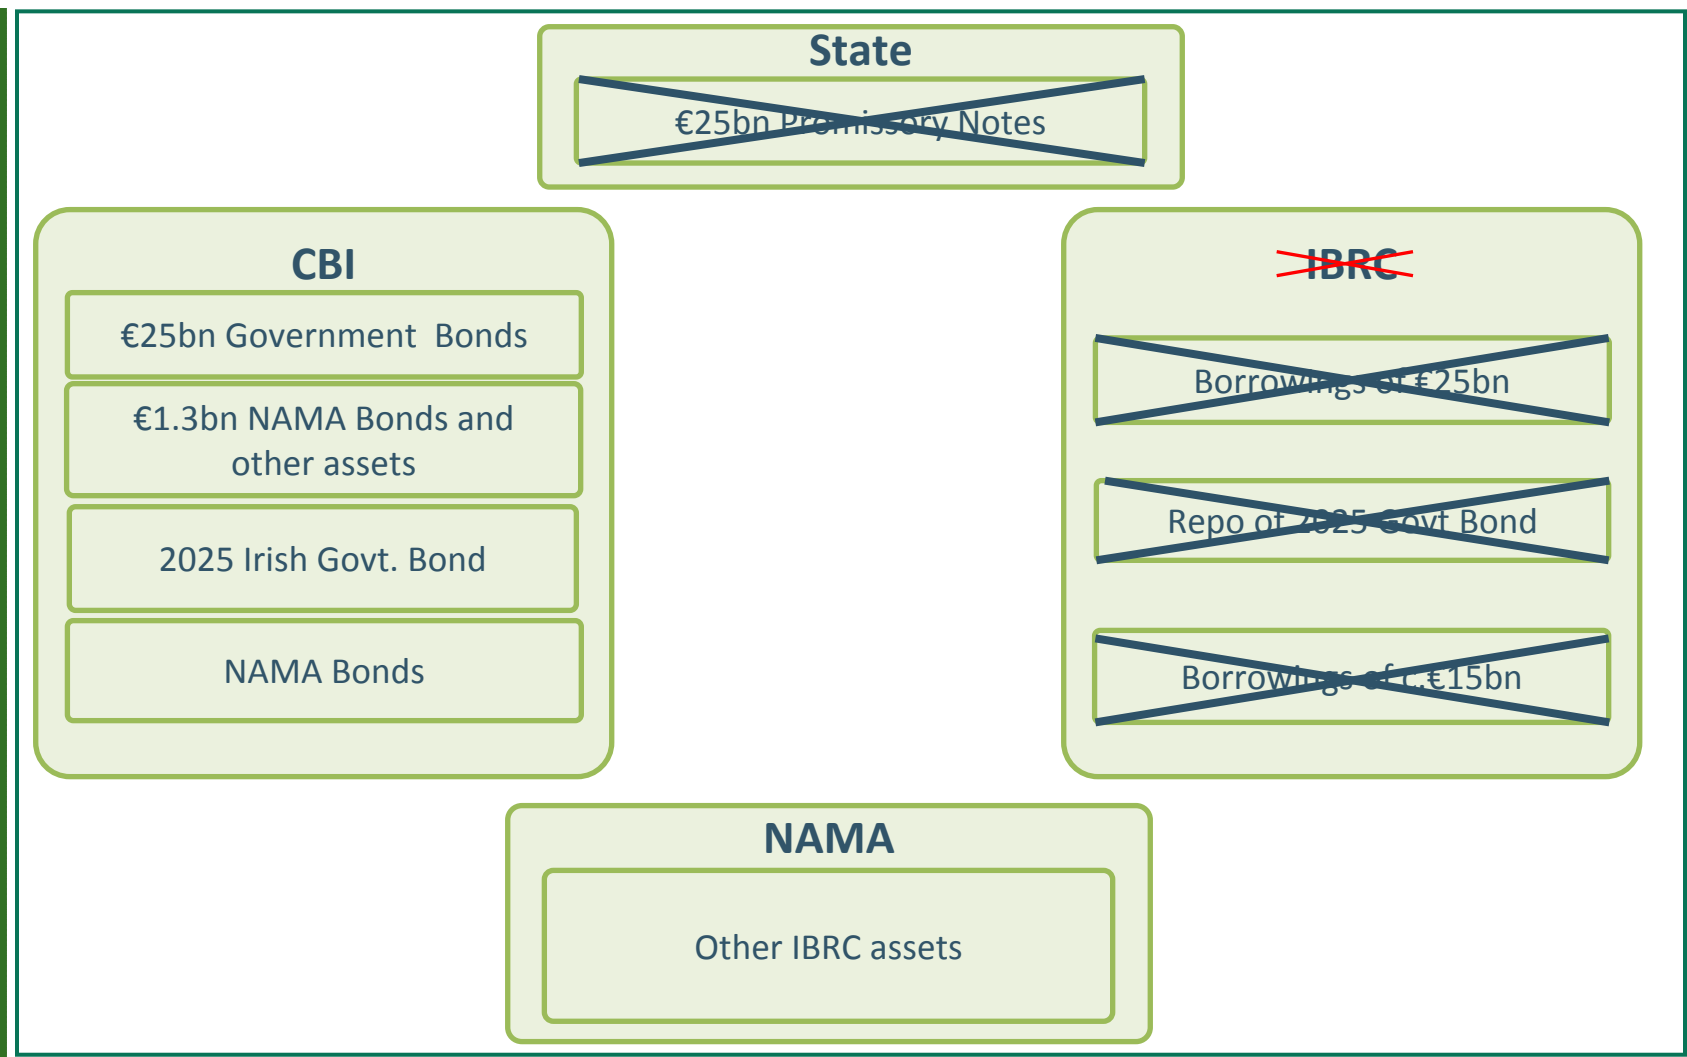 State
€25bn Promissory Notes
CBI
€25bn Government Bonds
€1.3bn NAMA Bonds and
other assets
2025 Irish Govt. Bond
NAMA Bonds
IBRC
Borrowings of €25bn
Repo of 2025 Govt Bond
Borrowings of c.€15bn
NAMA
Other IBRC assets